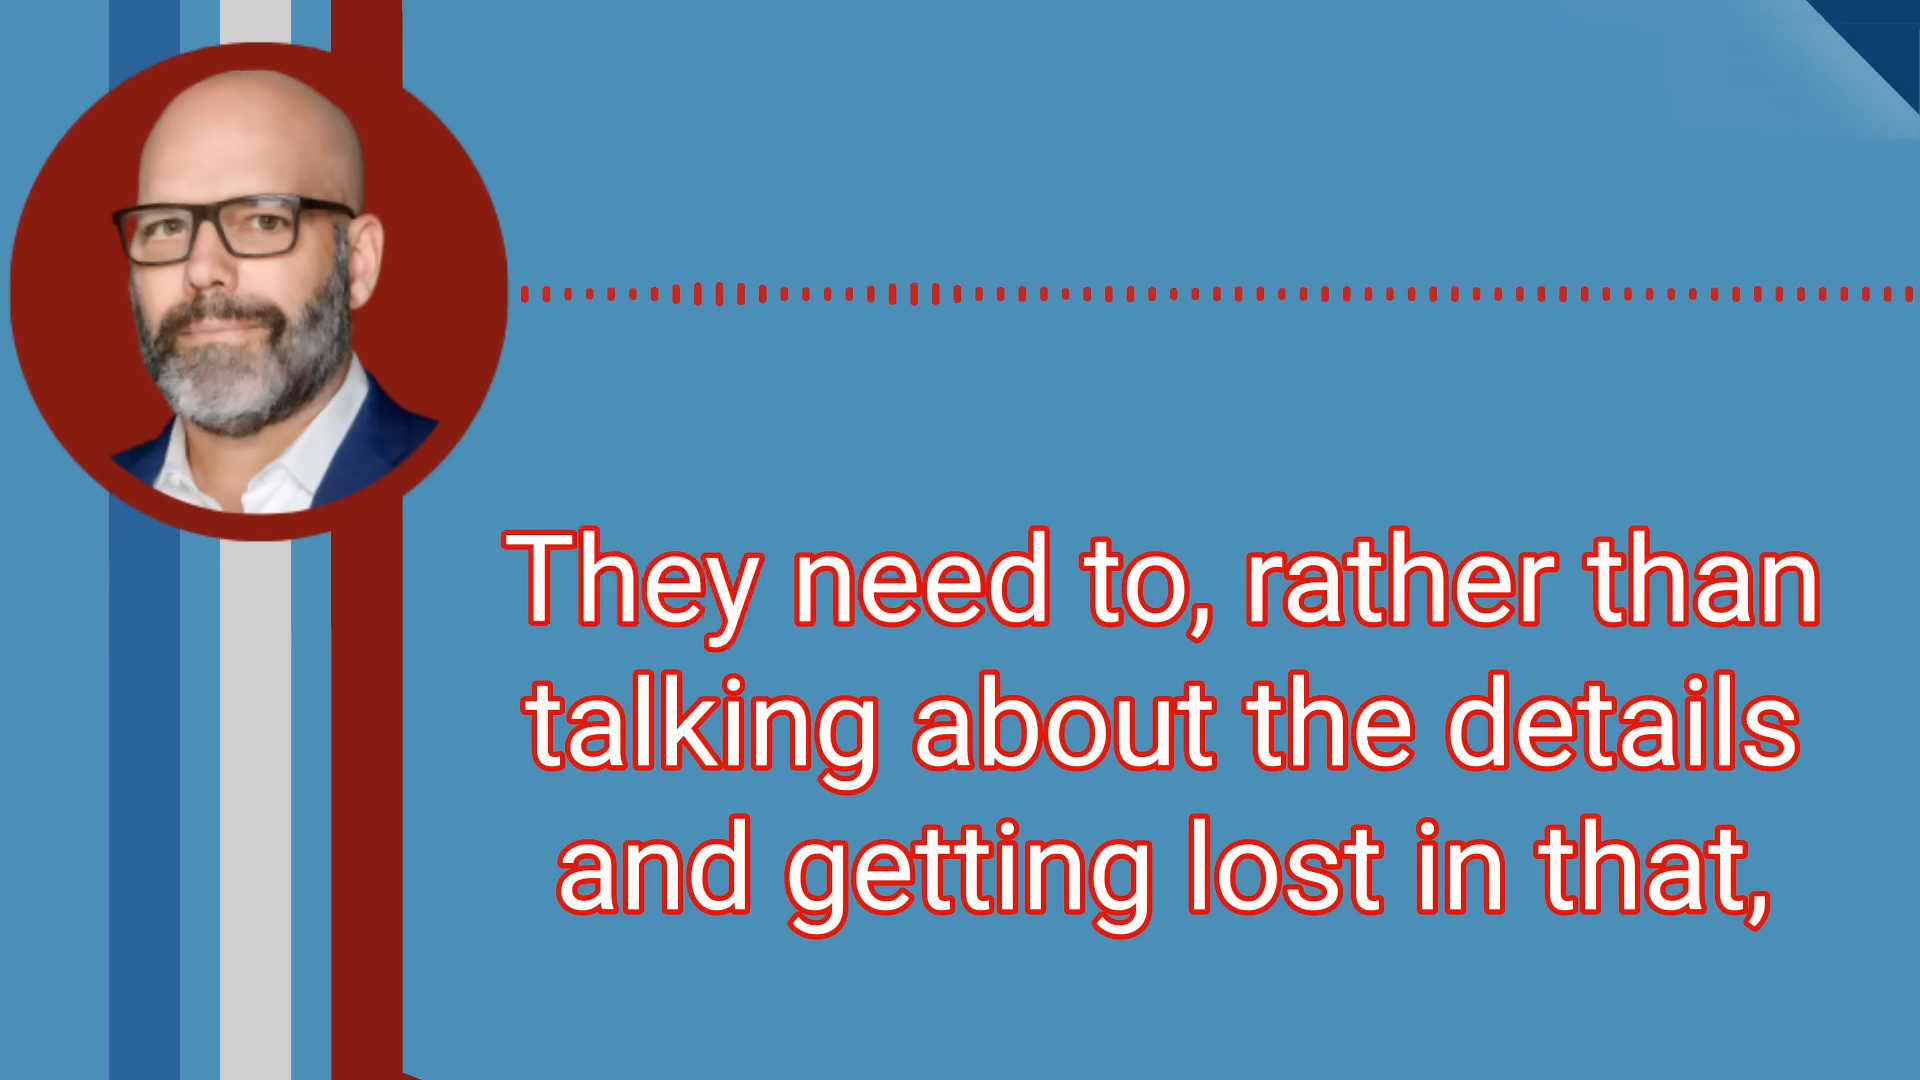 They need to, rather than
talking about the details
and getting lost in that,